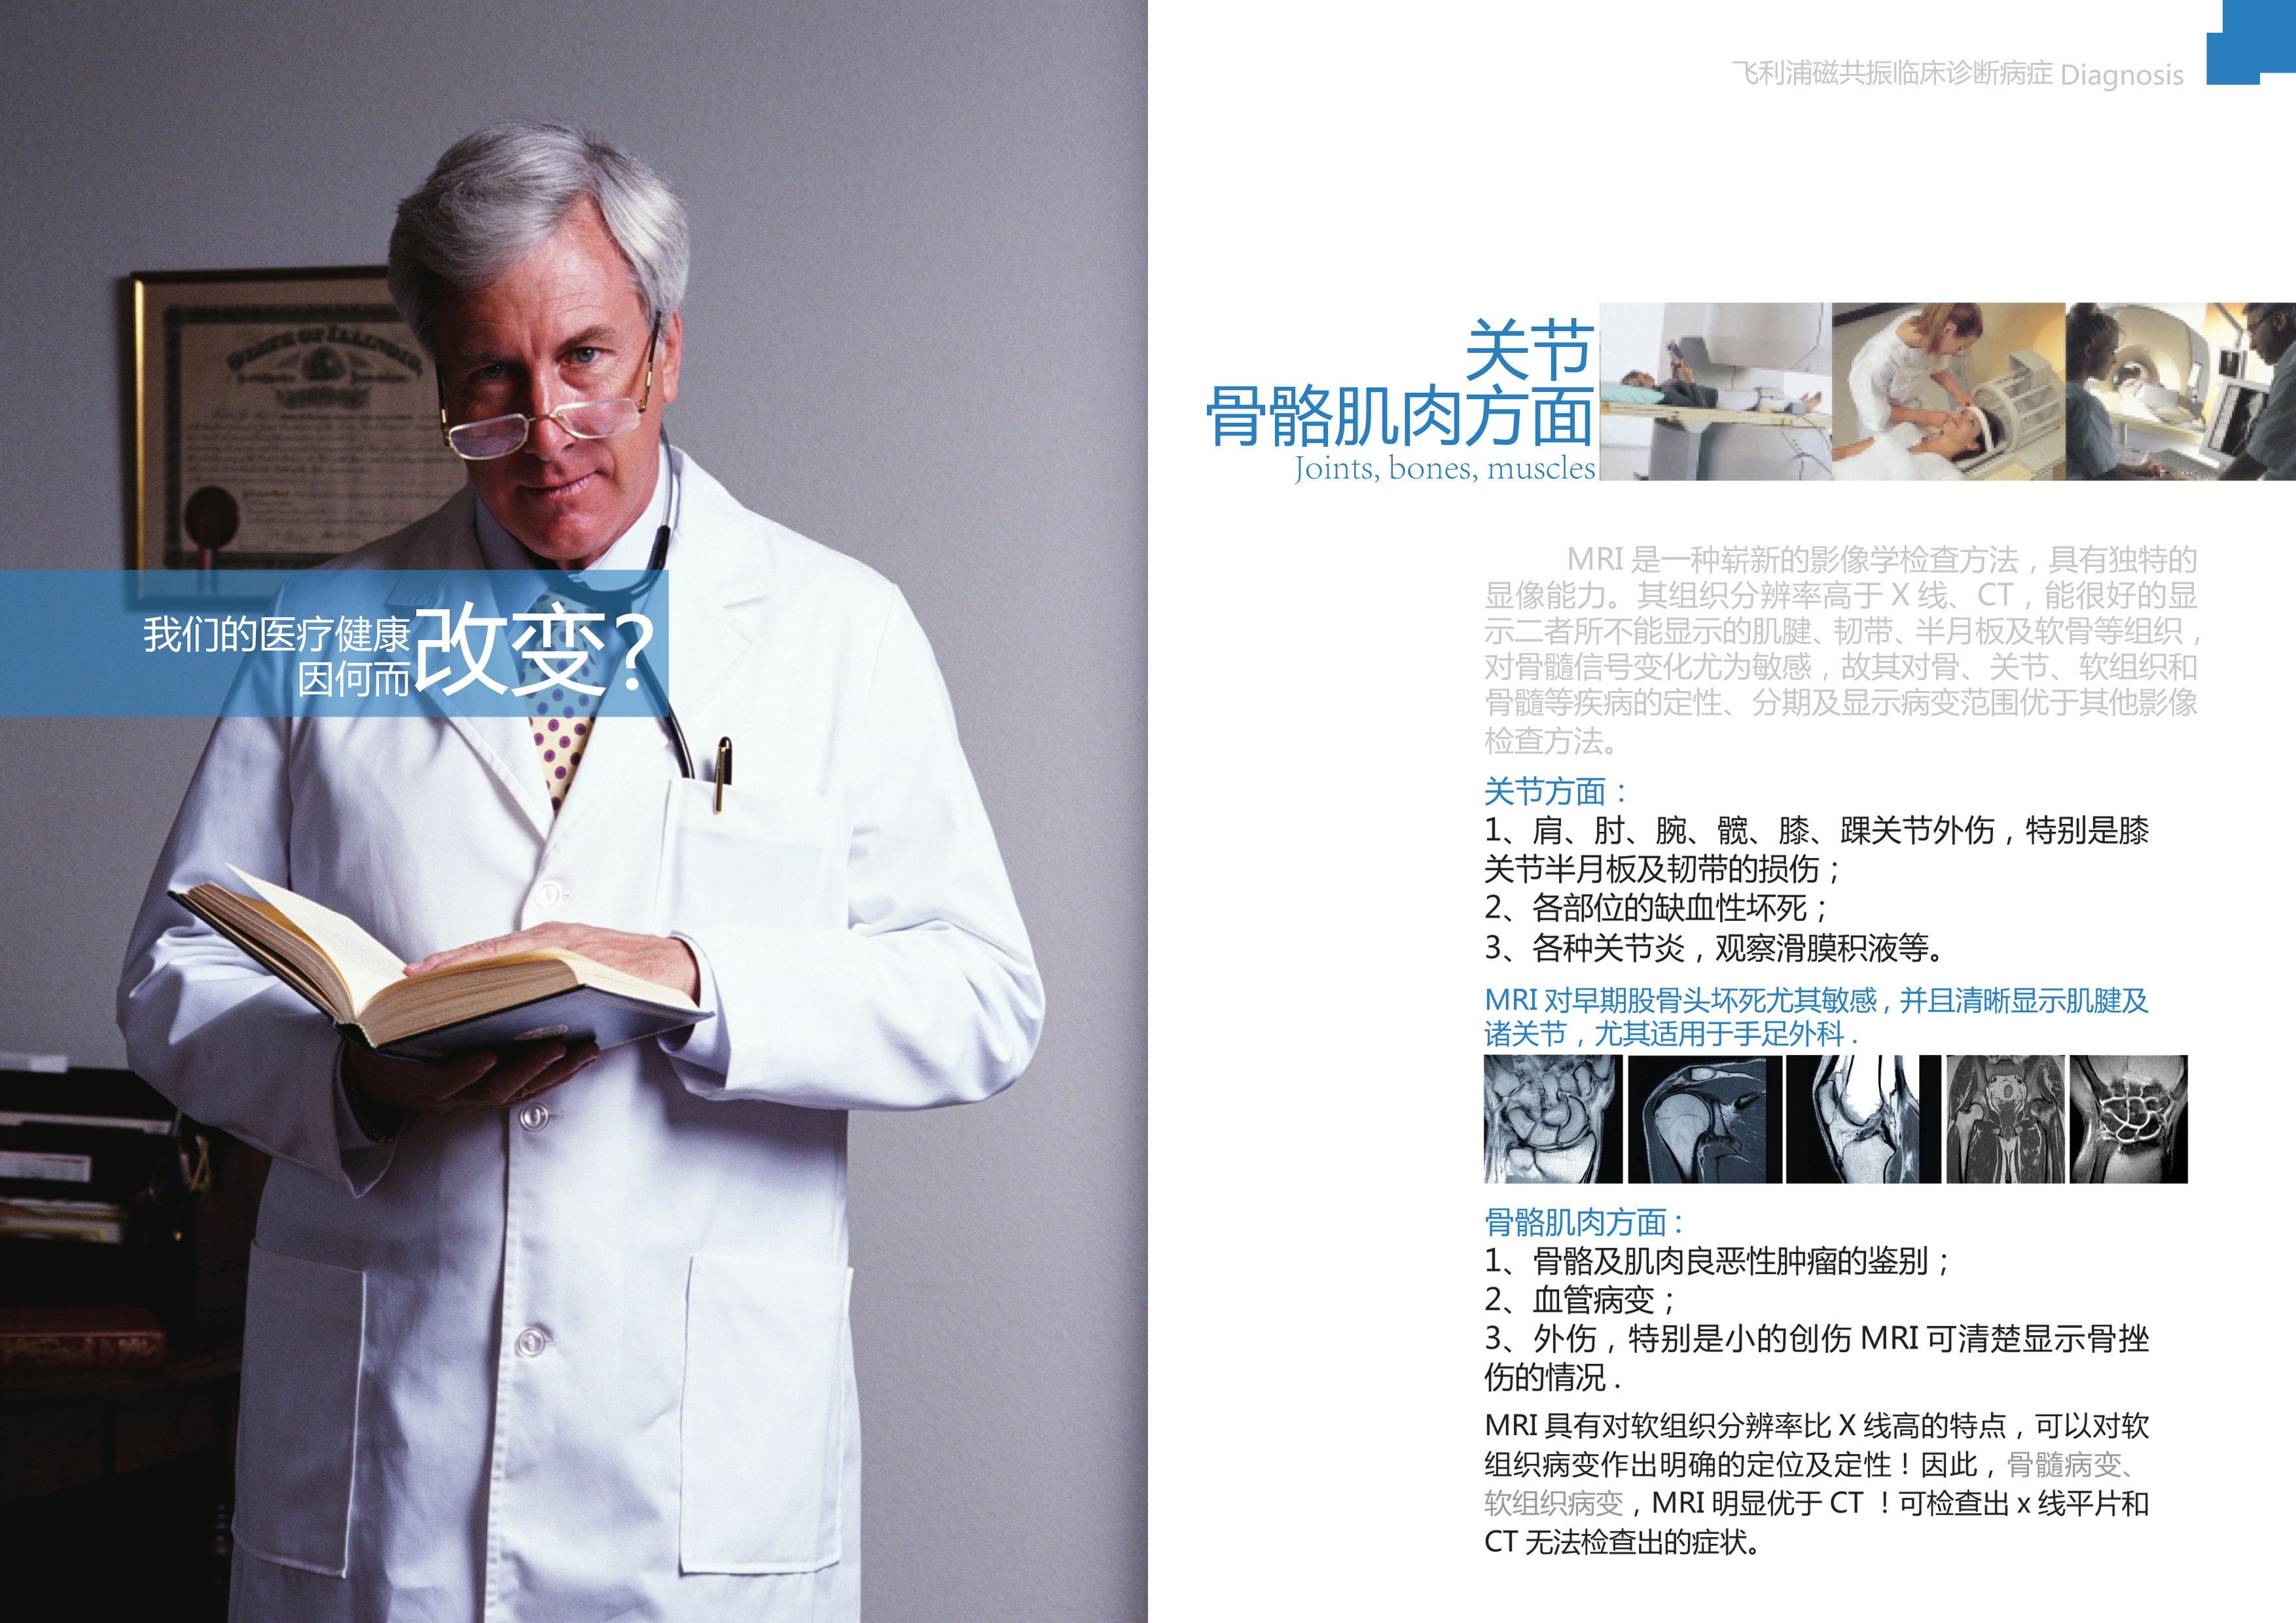 STATE OF ILLINOIS
我们的医疗健康
因何而改变?
飞利浦磁共振临床诊断病症 Diagnosis
关节
骨骼肌肉方面
Joints, bones, muscles
MRI 是一种崭新的影像学检查方法，具有独特的
显像能力。其组织分辨率高于 X 线、CT，能很好的显
示二者所不能显示的肌腱、韧带、半月板及软骨等组织，
对骨髓信号变化尤为敏感，故其对骨、关节、软组织和
骨髓等疾病的定性、分期及显示病变范围优于其他影像
检查方法。
关节方面：
1、肩、肘、腕、髋、膝、踝关节外伤，特别是膝
关节半月板及韧带的损伤；
2、各部位的缺血性坏死；
3、各种关节炎，观察滑膜积液等。
MRI 对早期股骨头坏死尤其敏感，并且清晰显示肌腱及
诸关节，尤其适用于手足外科 .
骨骼肌肉方面：
1、骨骼及肌肉良恶性肿瘤的鉴别；
2、血管病变；
3、外伤，特别是小的创伤 MRI 可清楚显示骨挫
伤的情况 .
MRI 具有对软组织分辨率比 X 线高的特点，可以对软
组织病变作出明确的定位及定性！因此，骨髓病变、
软组织病变，MRI 明显优于 CT ！可检查出 x 线平片和
CT 无法检查出的症状。